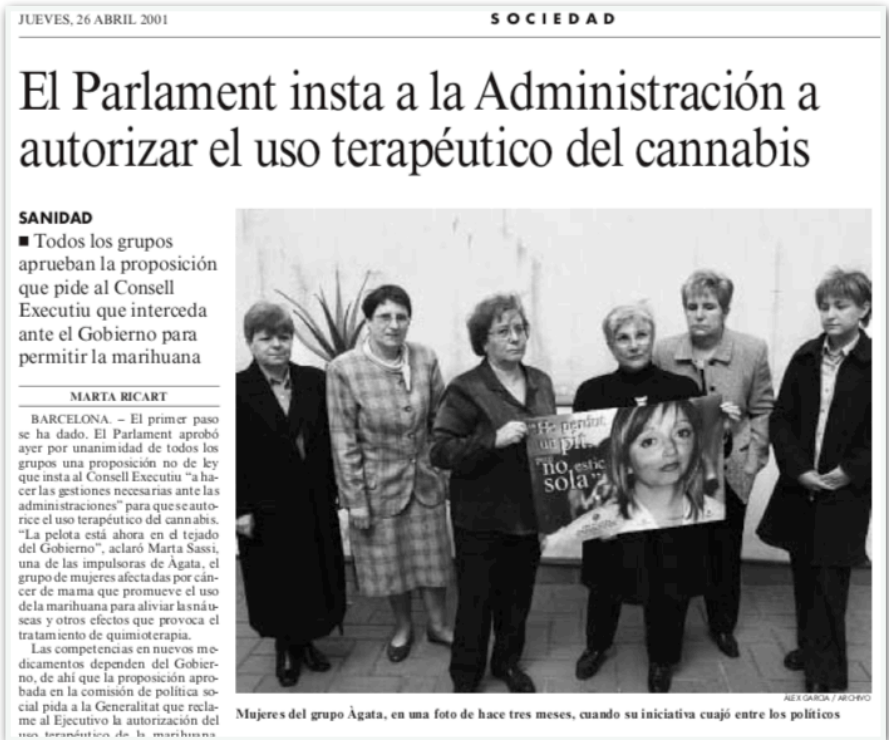 JUEVES, 26 ABRIL 2001
SOCIEDAD
El Parlament insta a la Administración a
autorizar el uso terapéutico del cannabis
SANIDAD
■ Todos los grupos
aprueban la proposición
que pide al Consell
Executiu que interceda
ante el Gobierno para
permitir la marihuana
MARTA RICART
BARCELONA. – El primer paso
se ha dado. El Parlament aprobó
ayer por unanimidad de todos los
grupos una proposición no de ley
que insta al Consell Executiu “a ha-
cer las gestiones necesarias ante las
administraciones” para que se auto-
rice el uso terapéutico del cannabis.
“La pelota está ahora en el tejado
del Gobierno”, aclaró Marta Sassi,
una de las impulsoras de Àgata, el
grupo de mujeres afectadas por cán-
cer de mama que promueve el uso
de la marihuana para aliviar las náu-
seas y otros efectos que provoca el
tratamiento de quimioterapia.
Las competencias en nuevos me-
dicamentos dependen del Gobier-
no, de ahí que la proposición apro-
bada en la comisión de política so-
cial pida a la Generalitat que recla-
me al Ejecutivo la autorización del
uso terapéutico de la marihuana.
"He perdut
un pit,
no estic
sola"
ÀLEX GARCIA / ARCHIVO
Mujeres del grupo Àgata, en una foto de hace tres meses, cuando su iniciativa cuajó entre los políticos